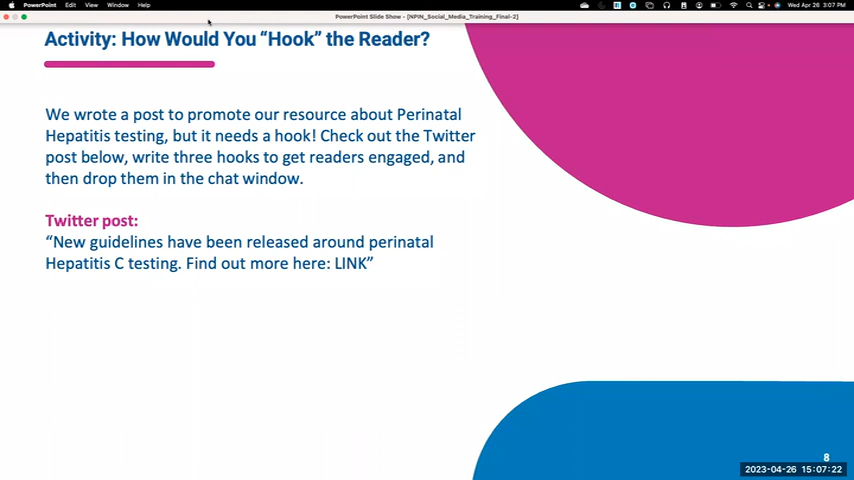 PowerPoint Edit View Window Help
Wed Apr 26 3:07 PM
PowerPoint Slide Show - [NPIN_Social_Media_Training_Final-2]
Activity: How Would You “Hook” the Reader?
We wrote a post to promote our resource about Perinatal
Hepatitis testing, but it needs a hook! Check out the Twitter
post below, write three hooks to get readers engaged, and
then drop them in the chat window.
Twitter post:
“New guidelines have been released around perinatal
Hepatitis C testing. Find out more here: LINK”
8
2023-04-26 15:07:22